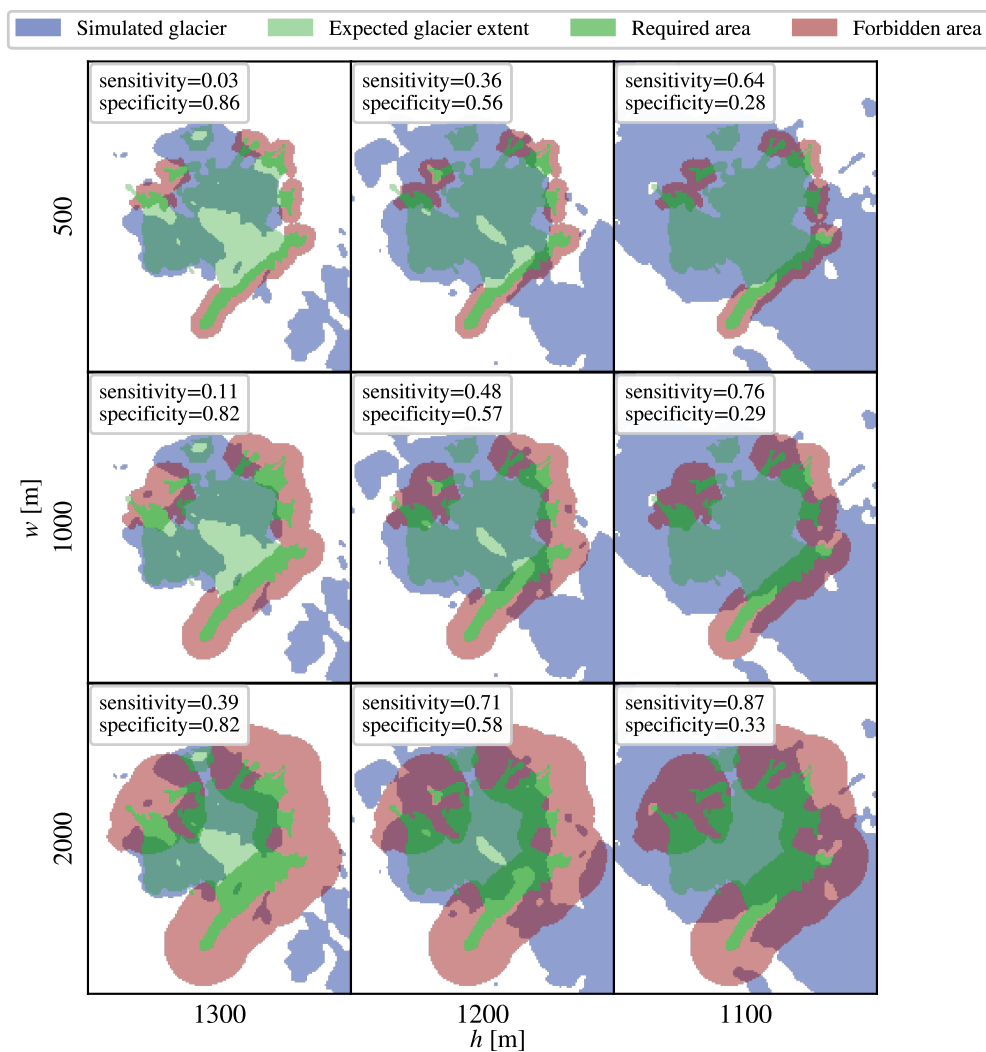 Simulated glacier Expected glacier extent Required area Forbidden area
sensitivity=0.03
specificity=0.86
sensitivity=0.36
specificity=0.56
sensitivity=0.64
specificity=0.28
500
sensitivity=0.11
specificity=0.82
sensitivity=0.48
specificity=0.57
sensitivity=0.76
specificity=0.29
w [m]
1000
sensitivity=0.39
specificity=0.82
sensitivity=0.71
specificity=0.58
sensitivity=0.87
specificity=0.33
2000
1300 1200 1100
h [m]